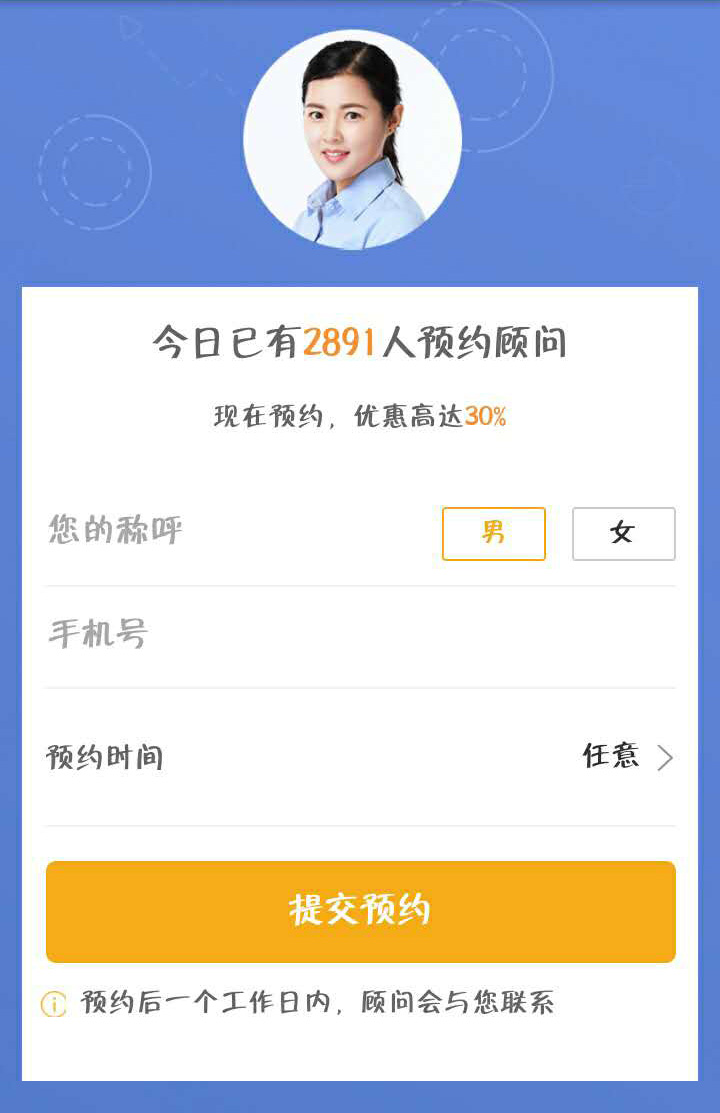 今日已有2891人预约顾问
现在预约，优惠高达30%
您的称呼 男 女
手机号
预约时间 任意
提交预约
预约后一个工作日内，顾问会与您联系